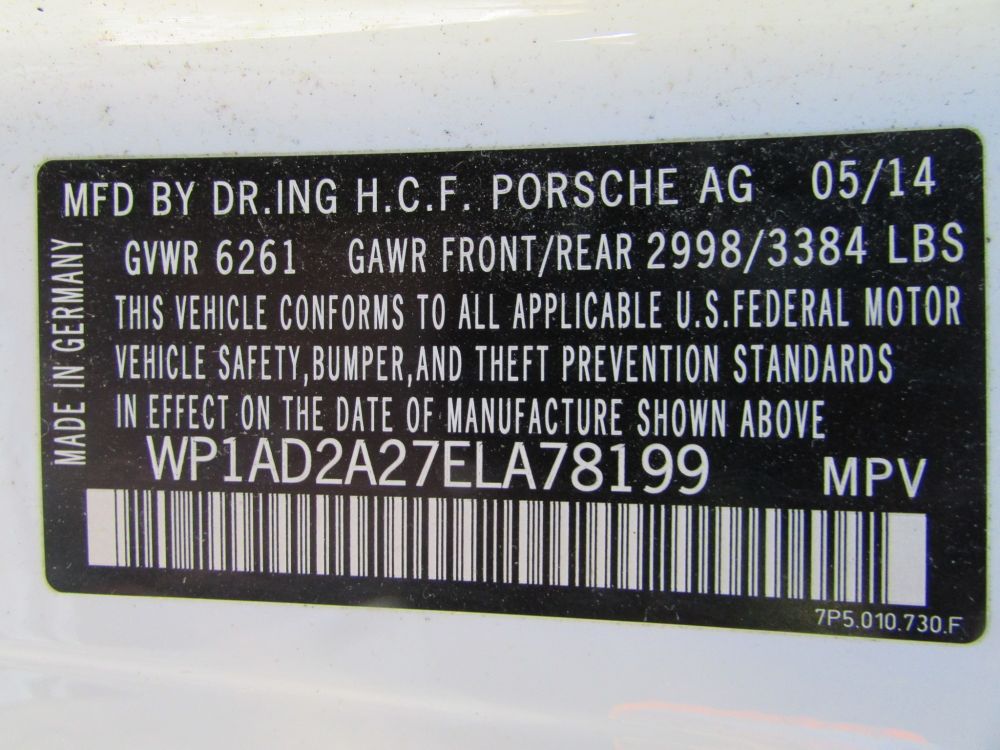 MFD BY DR.ING H.C.F. PORSCHE AG 05/14
GVWR 6261 GAWR FRONT/REAR 2998/3384 LBS
THIS VEHICLE CONFORMS TO ALL APPLICABLE U.S.FEDERAL MOTOR
VEHICLE SAFETY,BUMPER,AND THEFT PREVENTION STANDARDS
IN EFFECT ON THE DATE OF MANUFACTURE SHOWN ABOVE
WP1AD2A27ELA78199 MPV
7P5.010.730.F
MADE IN GERMANY